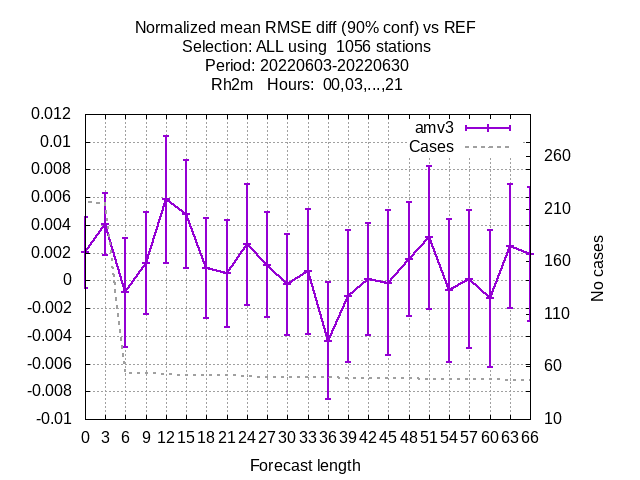 Normalized mean RMSE diff (90% conf) vs REF
Selection: ALL using  1056 stations
Period: 20220603-20220630
Rh2m   Hours:  00,03,...,21
amv3
Cases
0.012
0.01
0.008
0.006
0.004
0.002
0
-0.002
-0.004
-0.006
-0.008
-0.01
260
210
160
110
60
10
No cases
0 3 6 9 12 15 18 21 24 27 30 33 36 39 42 45 48 51 54 57 60 63 66
Forecast length